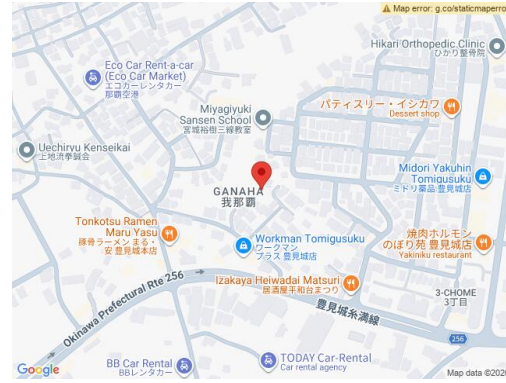 Map error: g.co/staticmaperro
Hikari Orthopedic Clinic
ひかり整骨院
Eco Car Rent-a-car
(Eco Car Market)
エコカーレンタカー
那覇空港
Miyagiyuki
Sansen School
宮城裕樹三線教室
パティスリー・イシカワ
Dessert shop
Uechiryu Kenseikai
上地流拳誠会
Midori Yakuhin
Tomigusuku
ミドリ薬品 豊見城店
GANAHA
我那覇
Tonkotsu Ramen
Maru Yasu
豚骨ラーメン まる・
安 豊見城本店
Workman Tomigusuku
ワークマン
プラス 豊見城店
焼肉ホルモン
のぼり苑 豊見城店
Yakiniku restaurant
Izakaya Heiwadai Matsuri
居酒屋平和台まつり
3-CHOME
3丁目
Okinawa Prefectural Rte 256
豊見城糸満線
256
BB Car Rental
BBレンタカー
TODAY Car-Rental
Car rental agency
Google
Map data ©2026